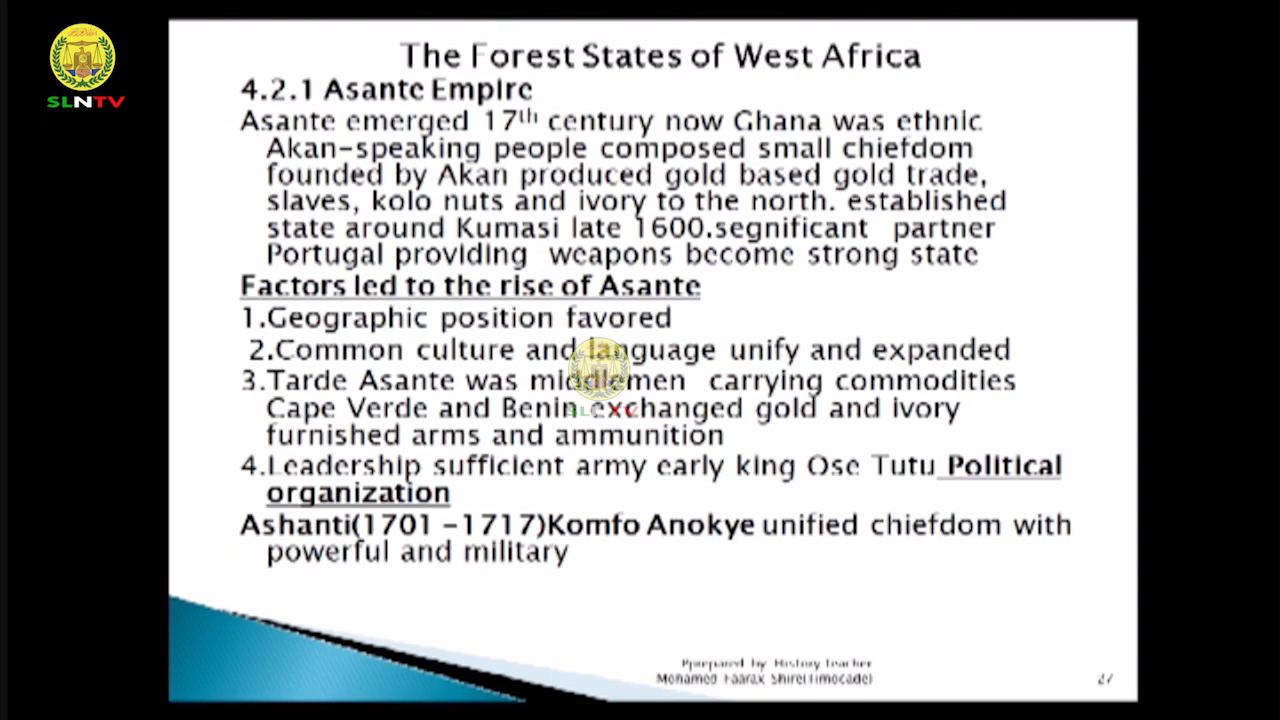 SLNTV
The Forest States of West Africa
4.2.1 Asante Empire
Asante emerged 17th century now Ghana was ethnic
Akan-speaking people composed small chiefdom
founded by Akan produced gold based gold trade,
slaves, kolo nuts and ivory to the north. established
state around Kumasi late 1600.segnificant partner
Portugal providing weapons become strong state
Factors led to the rise of Asante
1.Geographic position favored
2.Common culture and language unify and expanded
3.Tarde Asante was middlemen carrying commodities
Cape Verde and Benin exchanged gold and ivory
furnished arms and ammunition
4.Leadership sufficient army early king Ose Tutu Political
organization
Ashanti(1701 -1717)Komfo Anokye unified chiefdom with
powerful and military
Pprepared by History teacher
Mohamed Faarax Shire(Timocade)
27